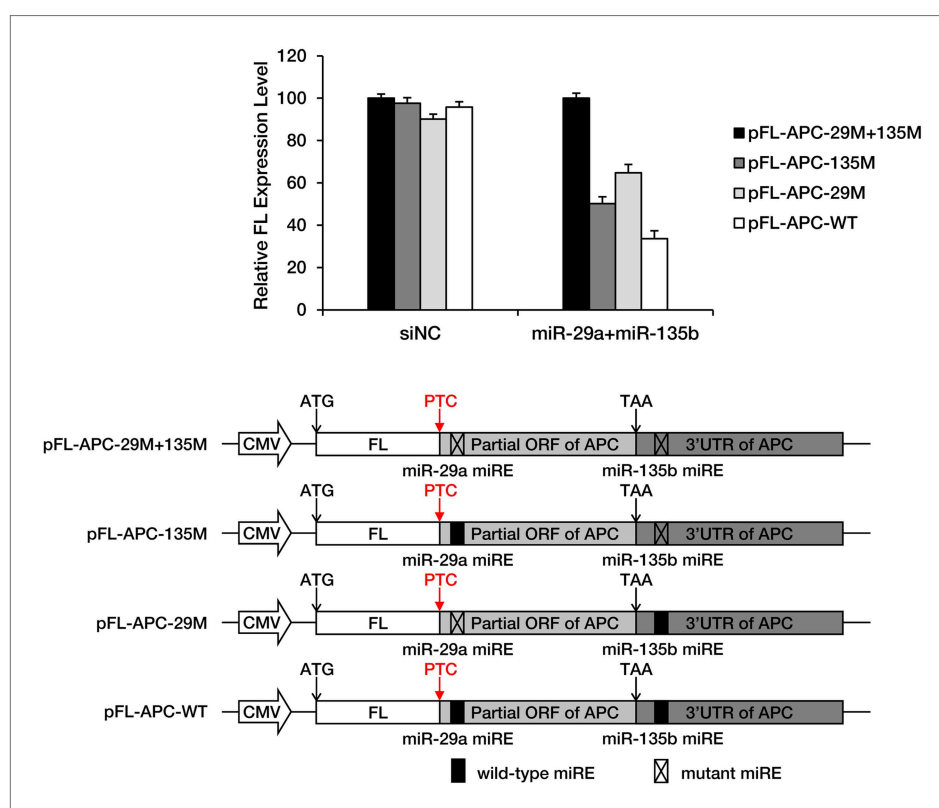 120
100
80
60
40
20
0
Relative FL Expression Level
siNC
miR-29a+miR-135b
pFL-APC-29M+135M
pFL-APC-135M
pFL-APC-29M
pFL-APC-WT
ATG PTC TAA
pFL-APC-29M+135M CMV FL Partial ORF of APC 3'UTR of APC
miR-29a miRE miR-135b miRE
ATG PTC TAA
pFL-APC-135M CMV FL Partial ORF of APC 3'UTR of APC
miR-29a miRE miR-135b miRE
ATG PTC TAA
pFL-APC-29M CMV FL Partial ORF of APC 3'UTR of APC
miR-29a miRE miR-135b miRE
ATG PTC TAA
pFL-APC-WT CMV FL Partial ORF of APC 3'UTR of APC
miR-29a miRE miR-135b miRE
wild-type miRE mutant miRE